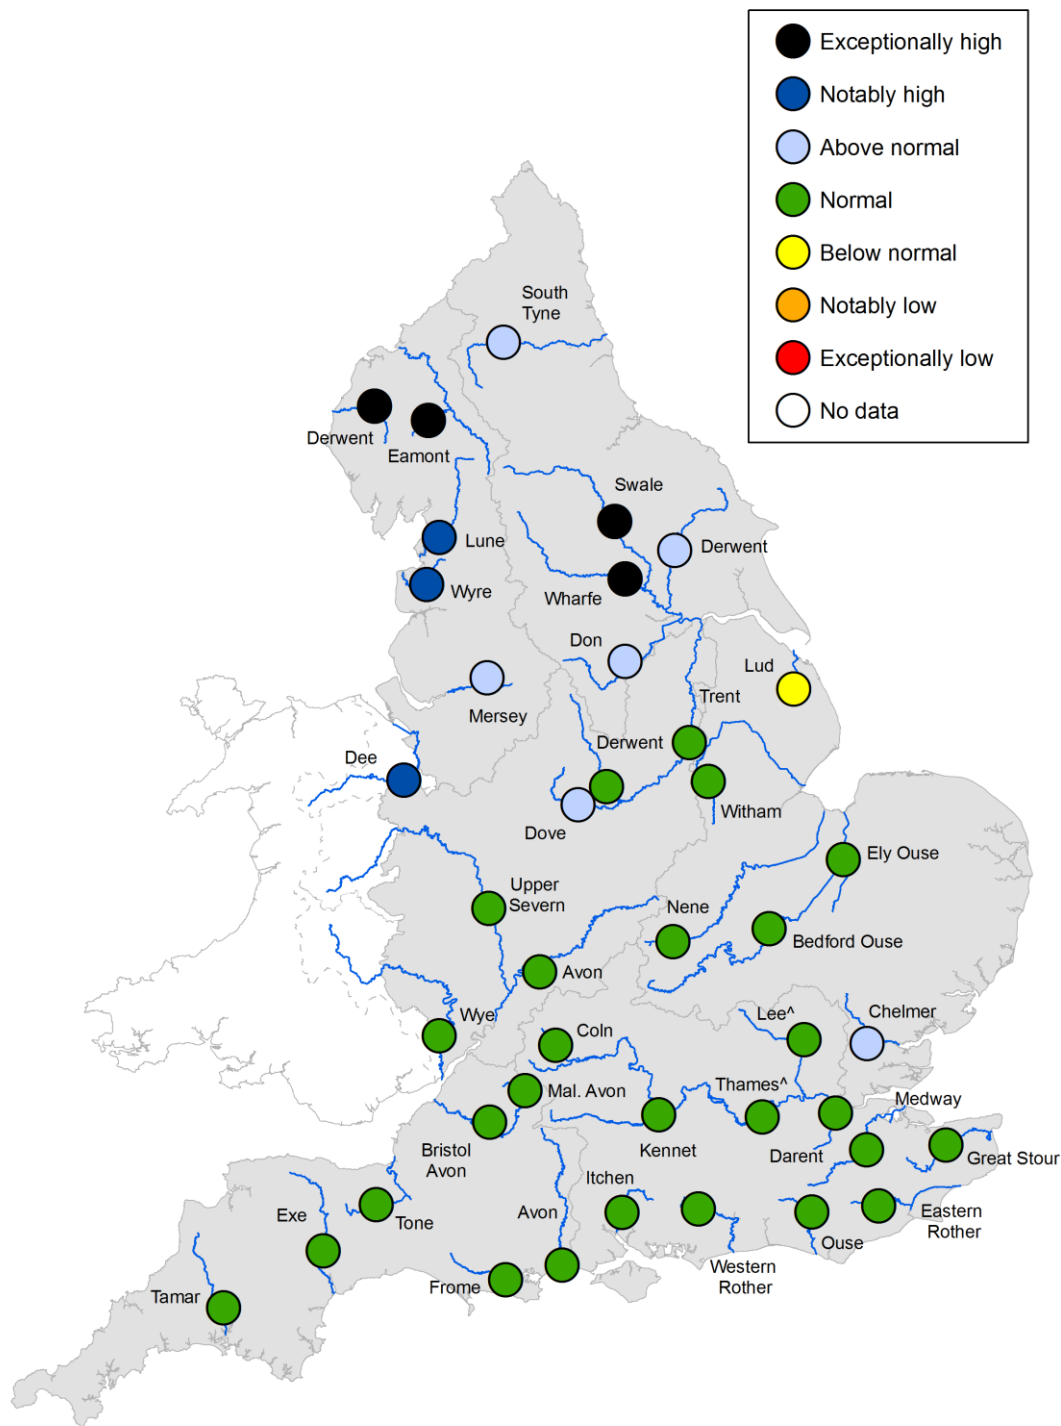 Exceptionally high
Notably high
Above normal
Normal
Below normal
Notably low
Exceptionally low
No data
South
Tyne
Derwent
Eamont
Swale
Lune
Derwent
Wyre
Wharfe
Don
Lud
Mersey
Trent
Derwent
Dee
Witham
Dove
Ely Ouse
Upper
Severn
Nene
Bedford Ouse
Avon
Wye
Coln
Lee^
Chelmer
Mal. Avon
Thames^
Medway
Bristol
Avon
Kennet
Darent
Great Stour
Itchen
Exe
Tone
Avon
Ouse
Eastern
Rother
Western
Rother
Frome
Tamar